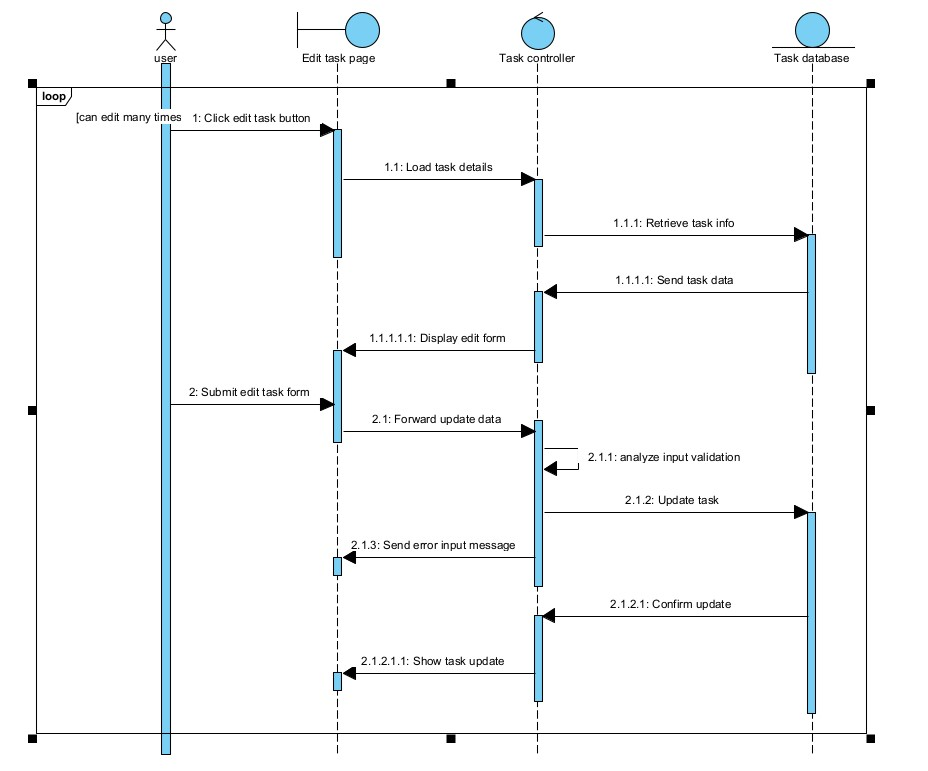 user
Edit task page
Task controller
Task database
loop
[can edit many times
1: Click edit task button
1.1: Load task details
1.1.1: Retrieve task info
1.1.1.1: Send task data
1.1.1.1.1: Display edit form
2: Submit edit task form
2.1: Forward update data
2.1.1: analyze input validation
2.1.2: Update task
2.1.3: Send error input message
2.1.2.1: Confirm update
2.1.2.1.1: Show task update